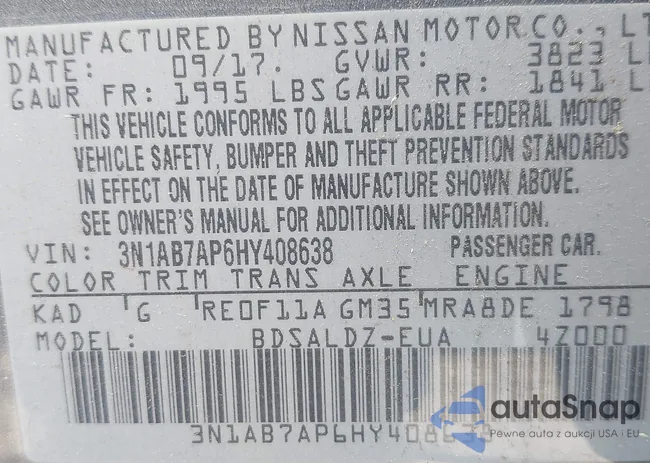 MANUFACTURED BY NISSAN MOTOR CO., LT
DATE: 09/17. GVWR: 3823 L
GAWR FR: 1995 LBS GAWR RR: 1841 L
THIS VEHICLE CONFORMS TO ALL APPLICABLE FEDERAL MOTOR
VEHICLE SAFETY, BUMPER AND THEFT PREVENTION STANDARDS
IN EFFECT ON THE DATE OF MANUFACTURE SHOWN ABOVE.
SEE OWNER'S MANUAL FOR ADDITIONAL INFORMATION.
VIN: 3N1AB7AP6HY408638 PASSENGER CAR.
COLOR TRIM TRANS AXLE ENGINE
KAD G RE0F11A GM35 MRA8DE 1798
MODEL: BDSALDZ-EUA 4Z000
3N1AB7AP6HY408638
autoSnap
Pewne auta z aukcji USA i EU